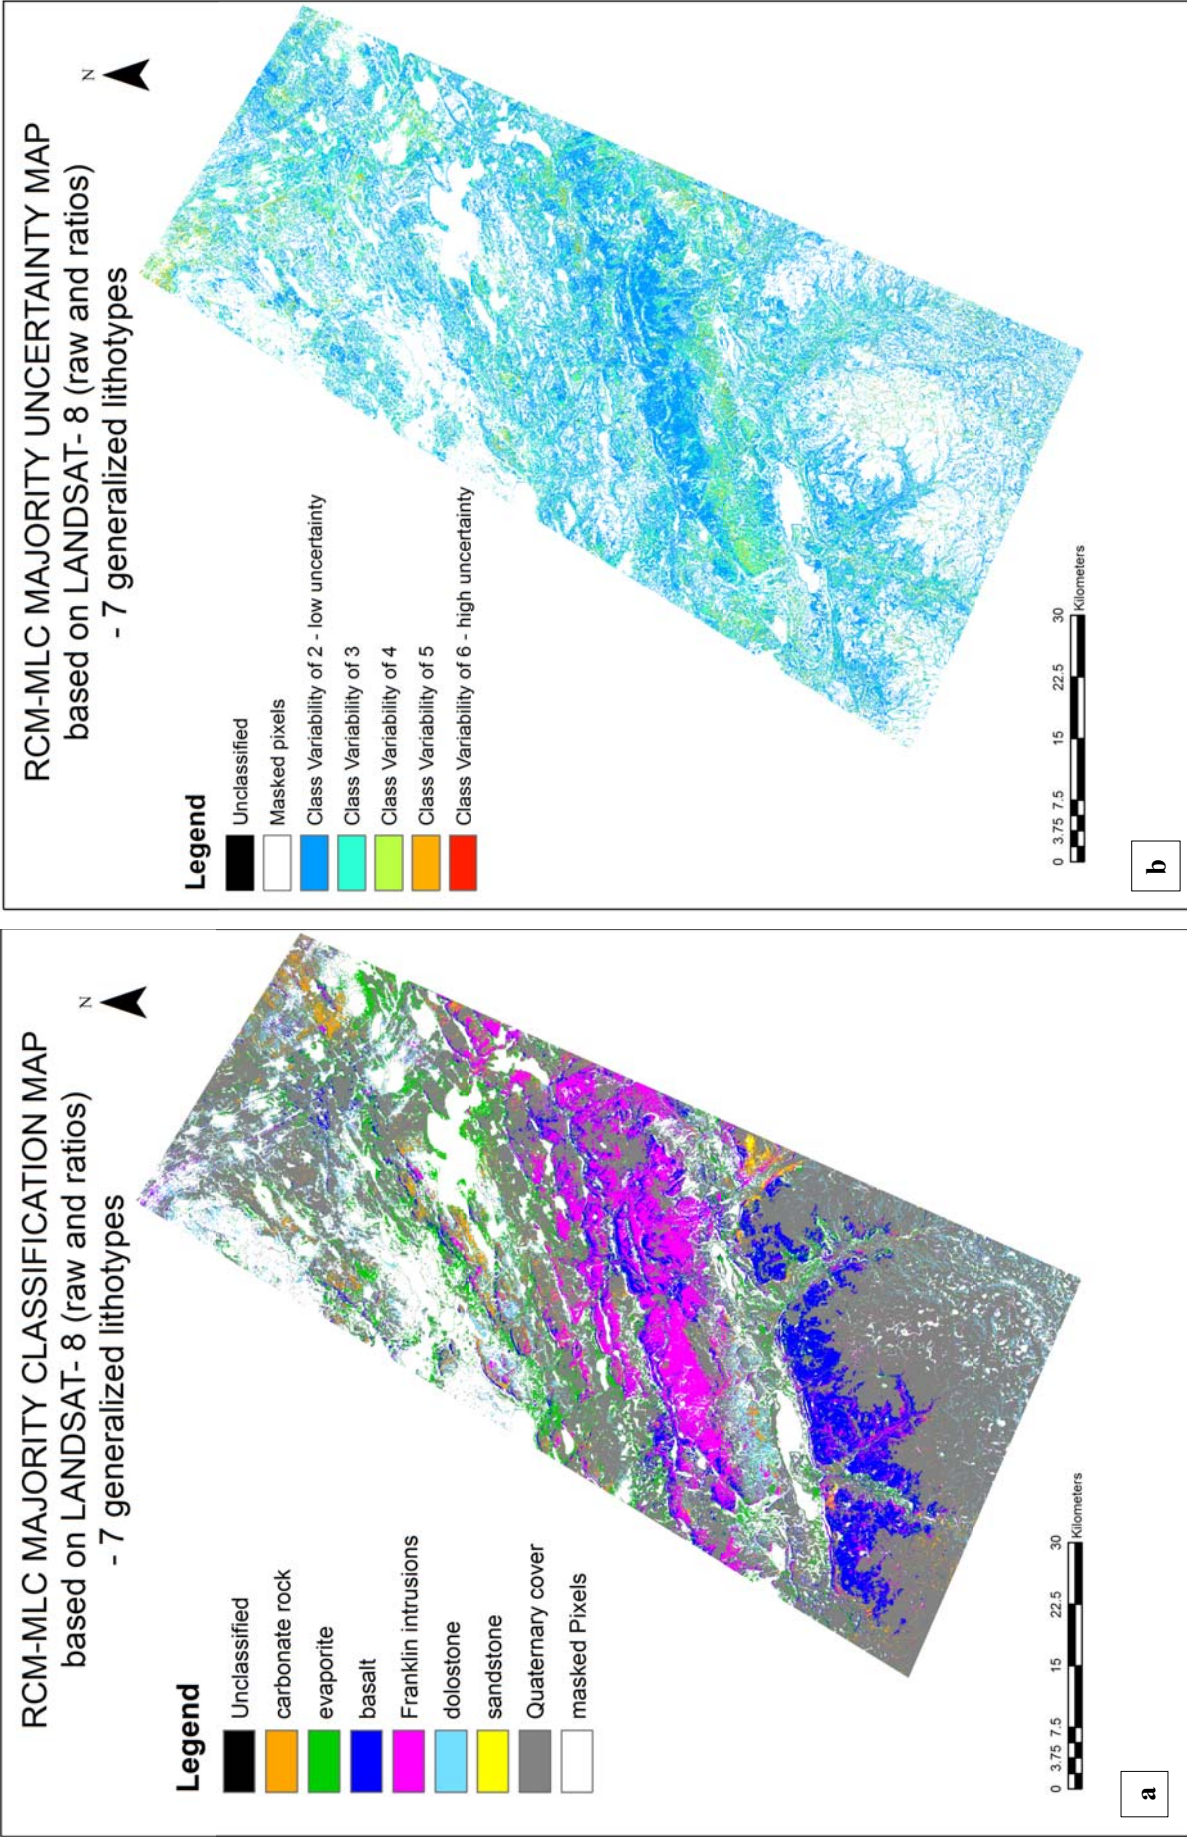 RCM-MLC MAJORITY CLASSIFICATION MAP
based on LANDSAT- 8 (raw and ratios)
- 7 generalized lithotypes
N
Legend
Unclassified
carbonate rock
evaporite
basalt
Franklin intrusions
dolostone
sandstone
Quaternary cover
masked Pixels
0 3.75 7.5 15 22.5 30
Kilometers
a
RCM-MLC MAJORITY UNCERTAINTY MAP
based on LANDSAT- 8 (raw and ratios)
- 7 generalized lithotypes
N
Legend
Unclassified
Masked pixels
Class Variability of 2 - low uncertainty
Class Variability of 3
Class Variability of 4
Class Variability of 5
Class Variability of 6 - high uncertainty
0 3.75 7.5 15 22.5 30
Kilometers
b